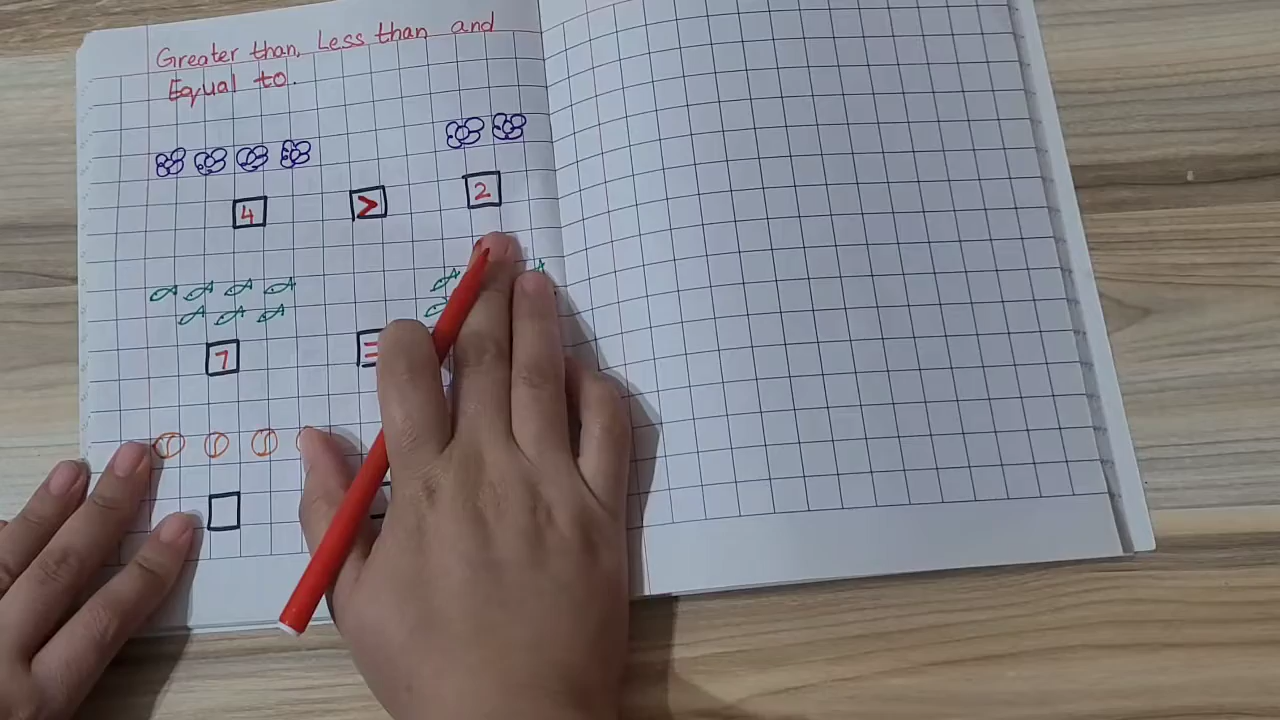 Greater than, Less than and
Equal to.
4 > 2
7 =